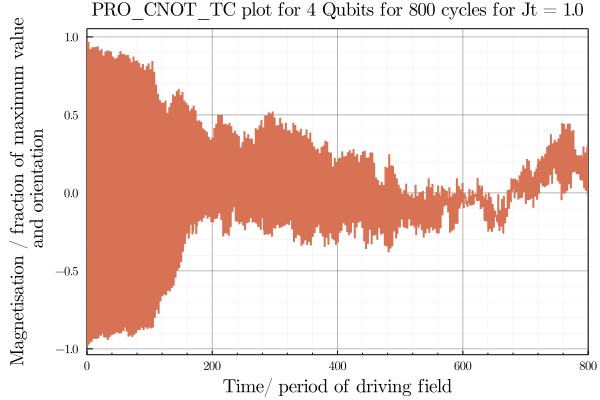 PRO_CNOT_TC plot for 4 Qubits for 800 cycles for Jt = 1.0
Magnetisation / fraction of maximum value
and orientation
1.0
0.5
0.0
−0.5
−1.0
0 200 400 600 800
Time/ period of driving field